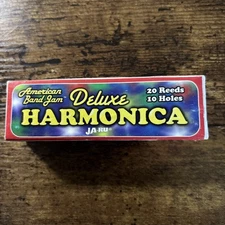 American
Band Jam
Deluxe
20 Reeds
10 Holes
HARMONICA
JA-RU